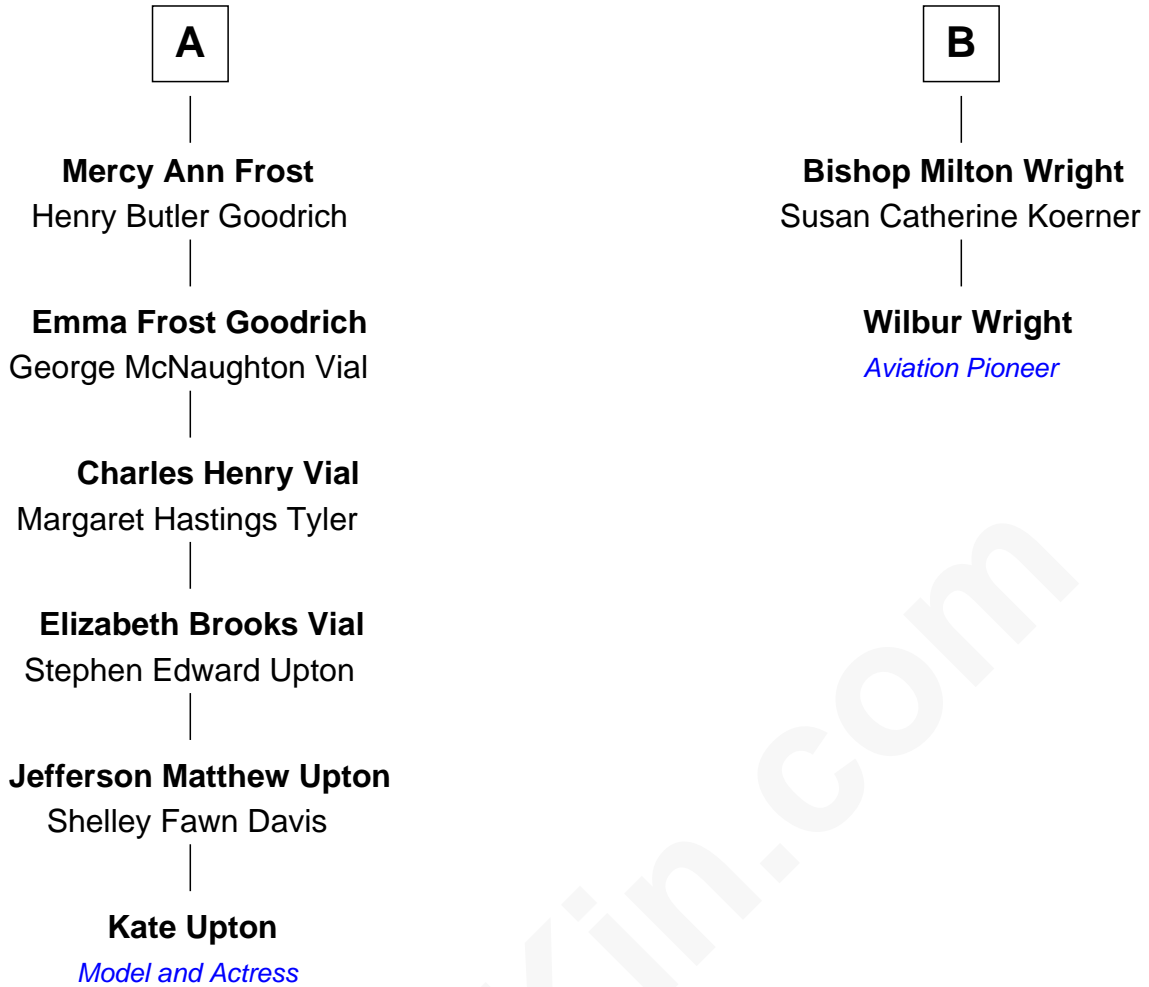 A
Mercy Ann Frost
Henry Butler Goodrich
Emma Frost Goodrich
George McNaughton Vial
Charles Henry Vial
Margaret Hastings Tyler
Elizabeth Brooks Vial
Stephen Edward Upton
Jefferson Matthew Upton
Shelley Fawn Davis
Kate Upton
Model and Actress
B
Bishop Milton Wright
Susan Catherine Koerner
Wilbur Wright
Aviation Pioneer
Kin.com